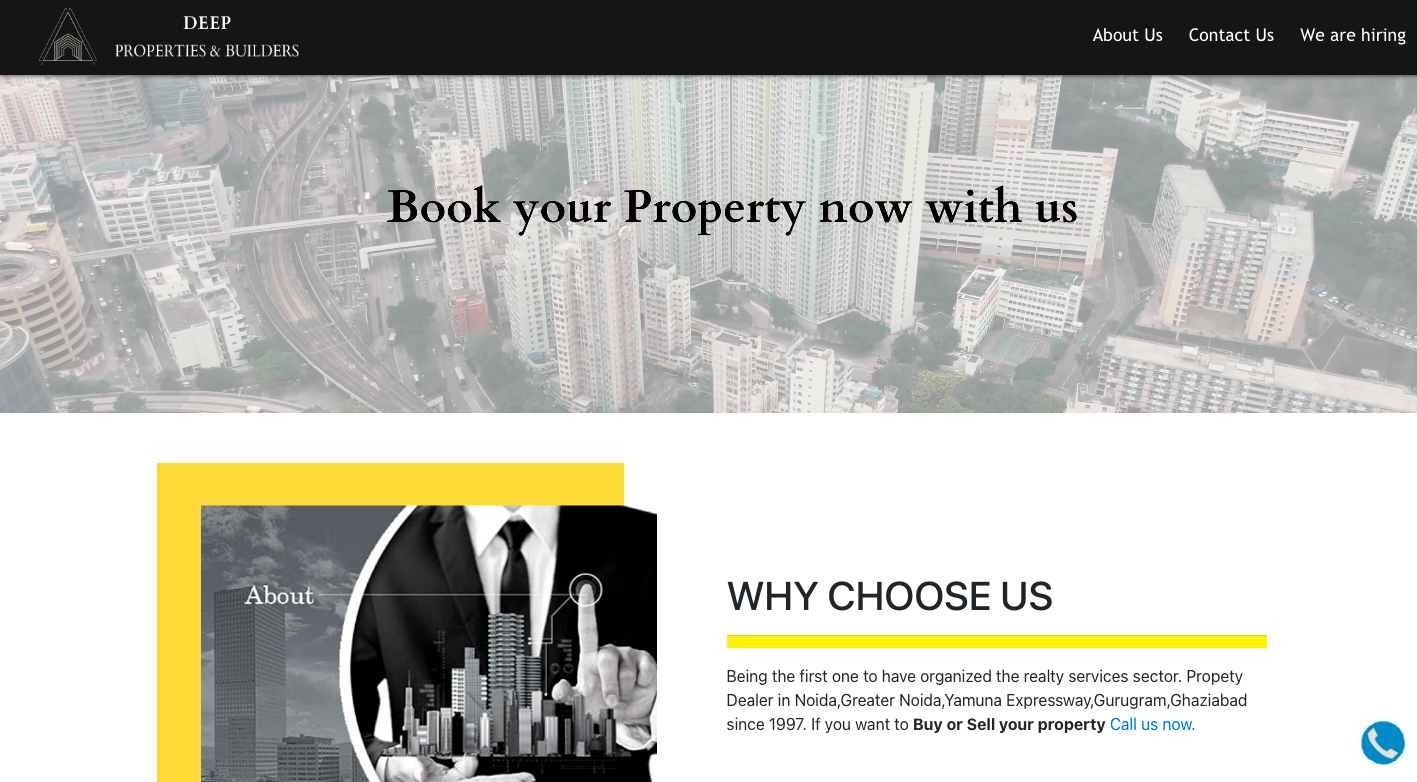 DEEP
PROPERTIES & BUILDERS
About Us
Contact Us
We are hiring
Book your Property now with us
About
WHY CHOOSE US
Being the first one to have organized the realty services sector. Propety
Dealer in Noida,Greater Noida,Yamuna Expressway,Gurugram,Ghaziabad
since 1997. If you want to Buy or Sell your property Call us now.